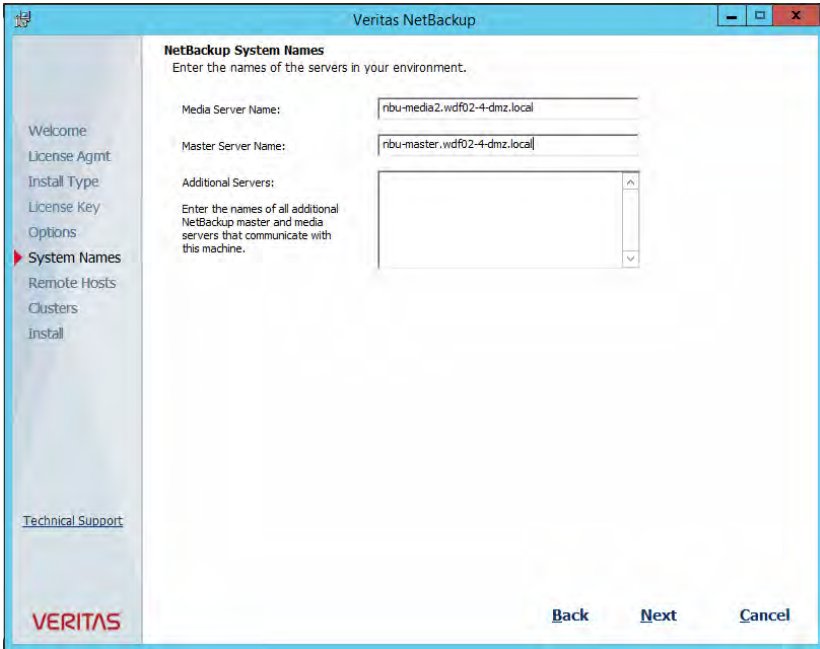 Veritas NetBackup
NetBackup System Names
Enter the names of the servers in your environment.
Media Server Name:
nbu-media2.wdf02-4-dmz.local
Master Server Name:
nbu-master.wdf02-4-dmz.local
Additional Servers:
Enter the names of all additional
NetBackup master and media
servers that communicate with
this machine.
Welcome
License Agmt
Install Type
License Key
Options
System Names
Remote Hosts
Clusters
Install
Technical Support
VERITAS
Back
Next
Cancel